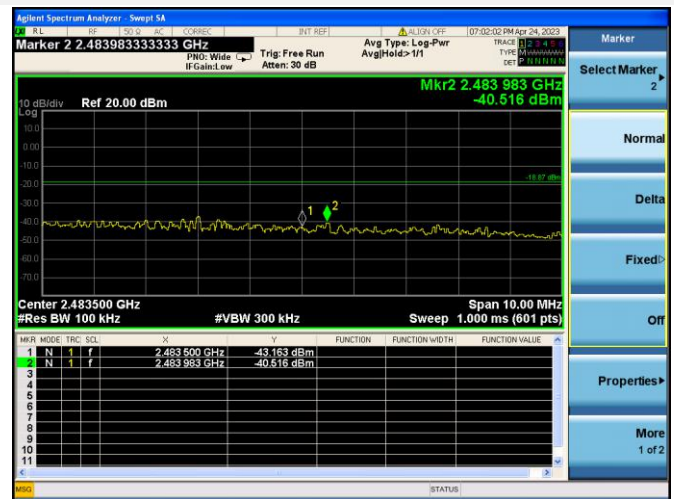 Agilent Spectrum Analyzer - Swept SA
RL RF 50 Ω AC CORREC INT REF ALIGN OFF 07:02:02 PM Apr 24, 2023
Marker 2 2.483983333333 GHz
PNO: Wide Trig: Free Run Avg Type: Log-Pwr TRACE 1 2 3 4 5 6
IFGain:Low Atten: 30 dB Avg|Hold>1/1 TYPE
DET P N N N N N
Mkr2 2.483 983 GHz
-40.516 dBm
10 dB/div Ref 20.00 dBm
Log
10.0
0.00
-10.0
-18.87 dBm
-20.0
-30.0
1 2
-40.0
-50.0
-60.0
-70.0
Center 2.483500 GHz Span 10.00 MHz
#Res BW 100 kHz #VBW 300 kHz Sweep 1.000 ms (601 pts)
MKR MODE TRC SCL X Y FUNCTION FUNCTION WIDTH FUNCTION VALUE
1 N 1 f 2.483 500 GHz -43.163 dBm
2 N 1 f 2.483 983 GHz -40.516 dBm
3
4
5
6
7
8
9
10
11
MSG STATUS
Marker
Select Marker
2
Normal
Delta
Fixed
Off
Properties
More
1 of 2